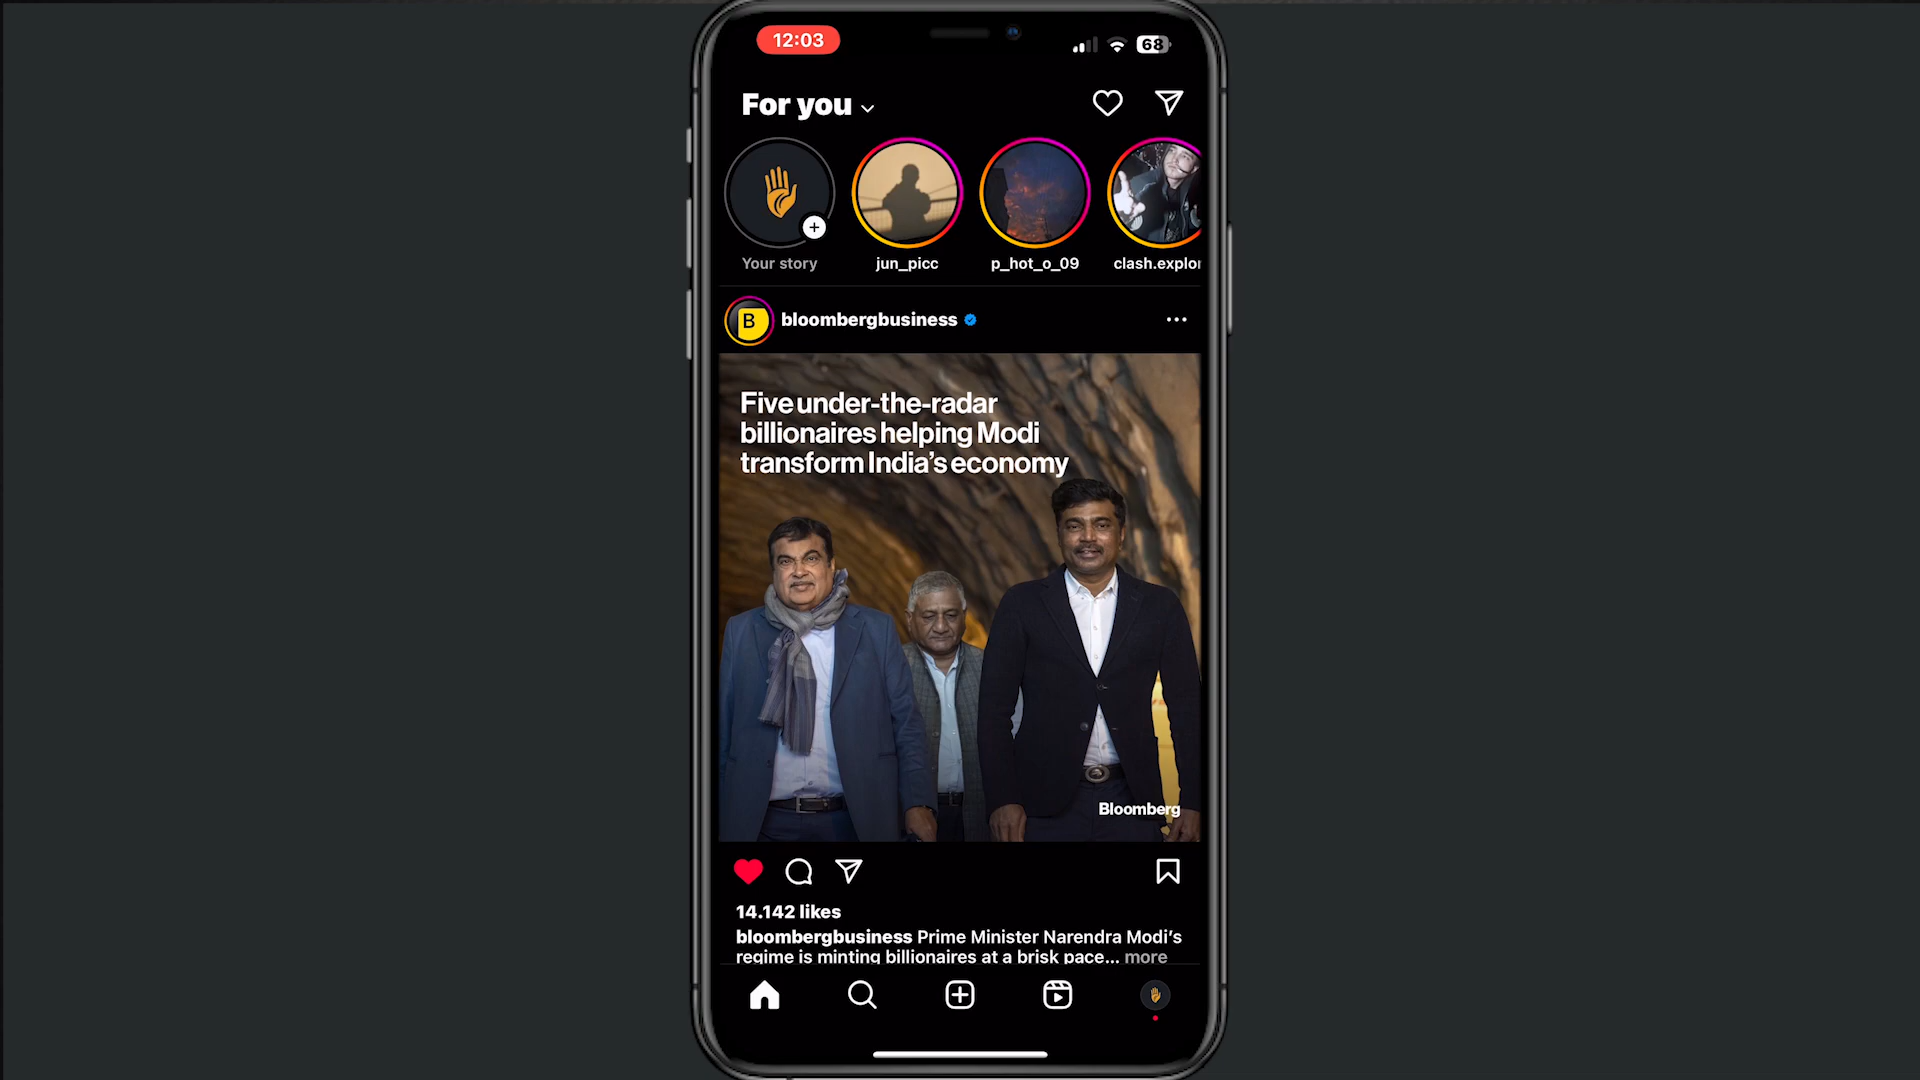 12:03
68
For you
Your story
jun_picc
p_hot_o_09
clash.explor
B
bloombergbusiness
Five under-the-radar
billionaires helping Modi
transform India's economy
Bloomberg
14.142 likes
bloombergbusiness Prime Minister Narendra Modi's
regime is minting billionaires at a brisk pace... more